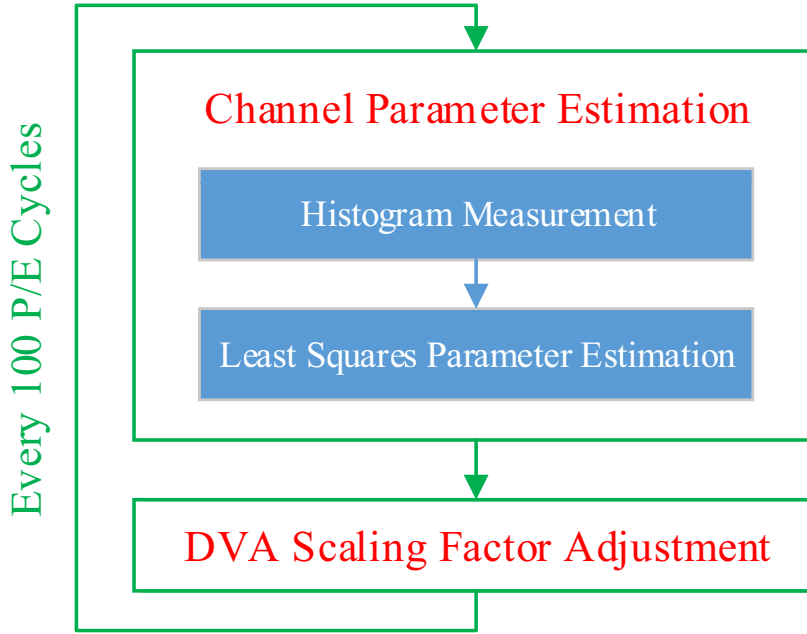 Every 100 P/E Cycles
Channel Parameter Estimation
Histogram Measurement
Least Squares Parameter Estimation
DVA Scaling Factor Adjustment